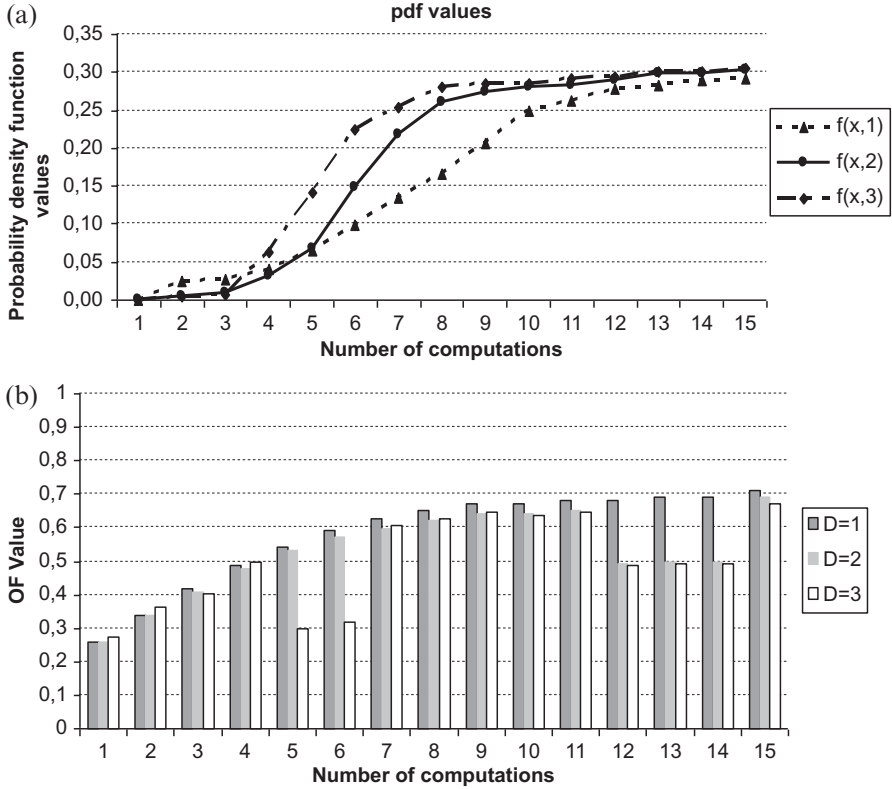 (a)
pdf values
Probability density function
values
0,35
0,30
0,25
0,20
0,15
0,10
0,05
0,00
1 2 3 4 5 6 7 8 9 10 11 12 13 14 15
Number of computations
f(x,1)
f(x,2)
f(x,3)
(b)
OF Value
1
0,9
0,8
0,7
0,6
0,5
0,4
0,3
0,2
0,1
0
1 2 3 4 5 6 7 8 9 10 11 12 13 14 15
Number of computations
D=1
D=2
D=3